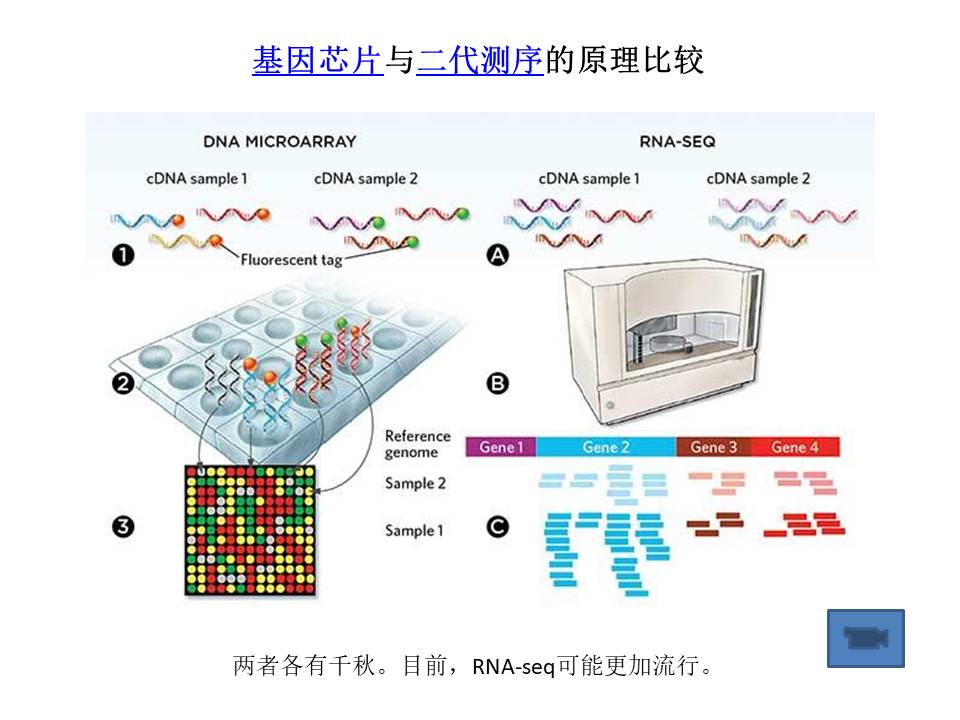 基因芯片与二代测序的原理比较
DNA MICROARRAY
cDNA sample 1
cDNA sample 2
Fluorescent tag
1
2
3
RNA-SEQ
cDNA sample 1
cDNA sample 2
A
B
Reference
genome
Gene 1
Gene 2
Gene 3
Gene 4
Sample 2
Sample 1
C
两者各有千秋。目前，RNA-seq可能更加流行。